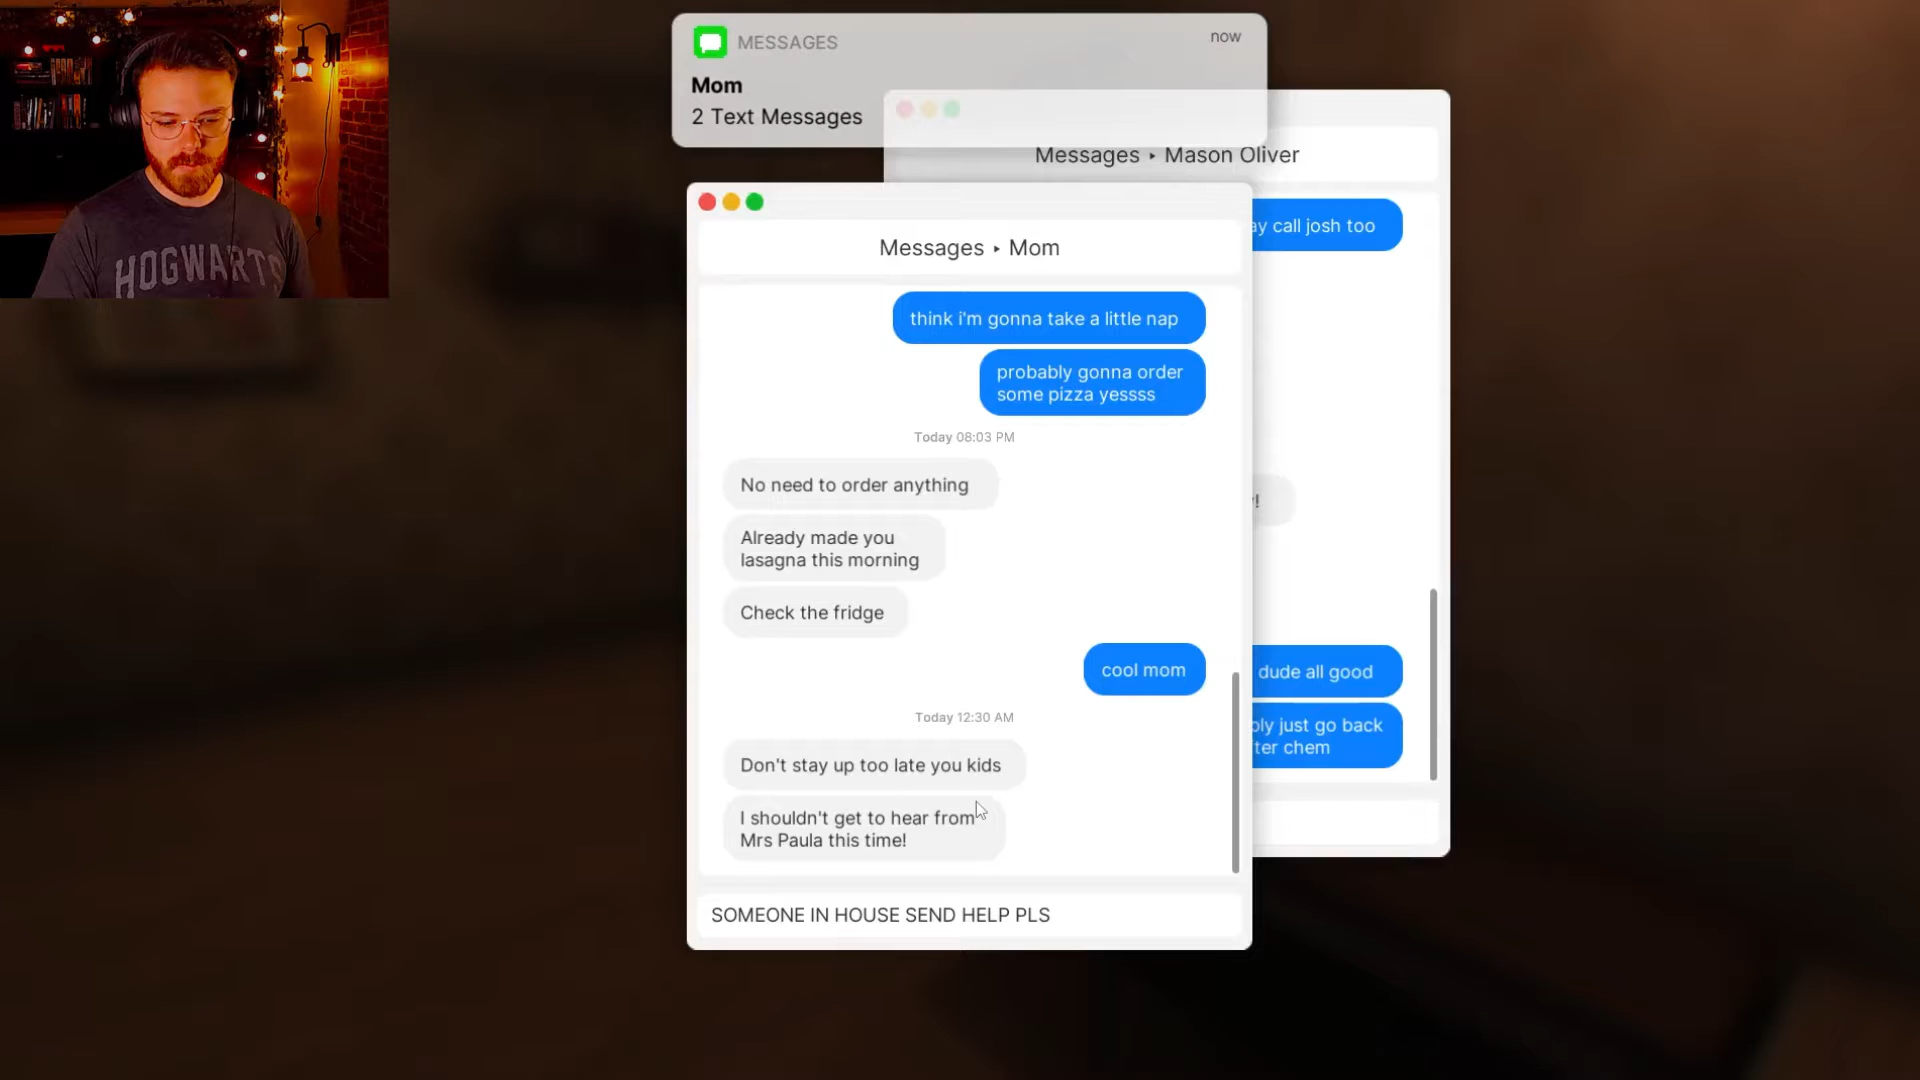 MESSAGES
now
Mom
2 Text Messages
Messages ‣ Mason Oliver
ay call josh too
!
dude all good
bly just go back
ter chem
Messages ‣ Mom
think i'm gonna take a little nap
probably gonna order
some pizza yessss
Today 08:03 PM
No need to order anything
Already made you
lasagna this morning
Check the fridge
cool mom
Today 12:30 AM
Don't stay up too late you kids
I shouldn't get to hear from
Mrs Paula this time!
SOMEONE IN HOUSE SEND HELP PLS
HOGWARTS